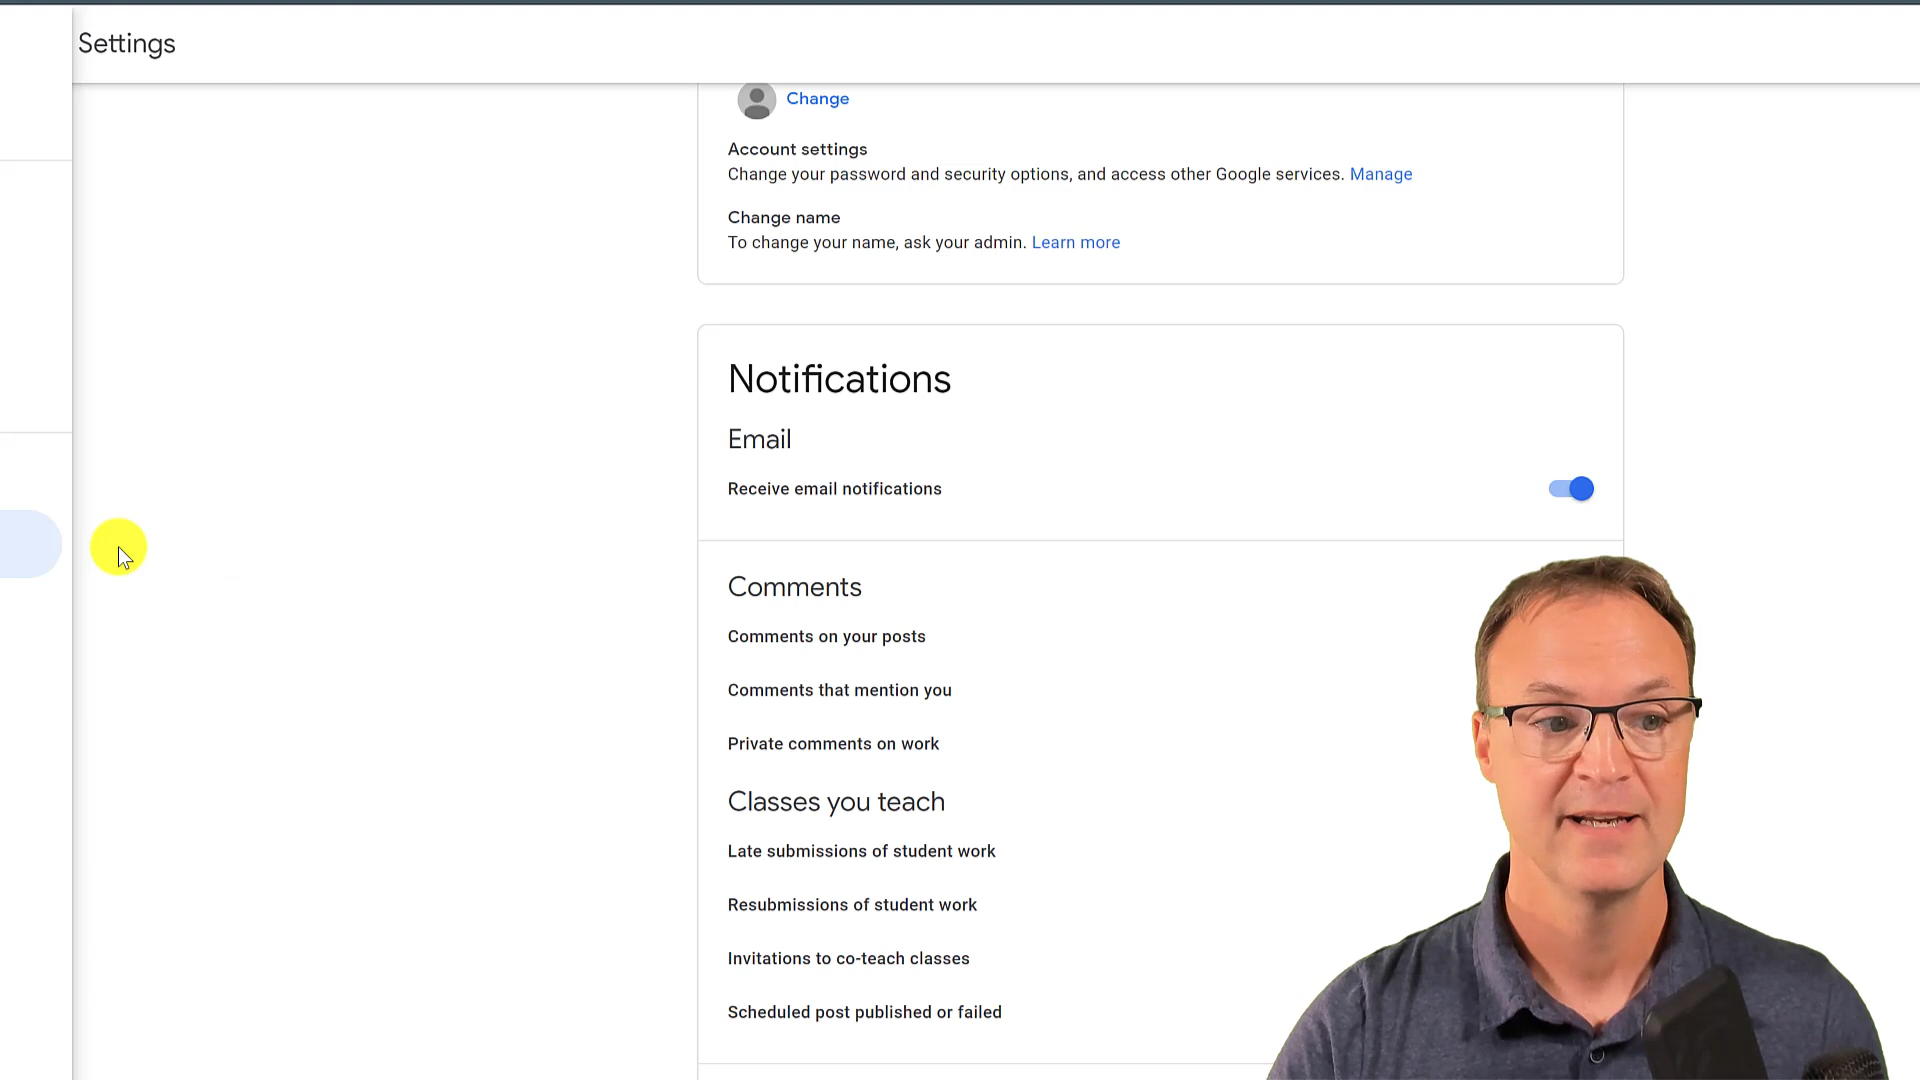 Settings
Change
Account settings
Change your password and security options, and access other Google services. Manage
Change name
To change your name, ask your admin. Learn more
Notifications
Email
Receive email notifications
Comments
Comments on your posts
Comments that mention you
Private comments on work
Classes you teach
Late submissions of student work
Resubmissions of student work
Invitations to co-teach classes
Scheduled post published or failed